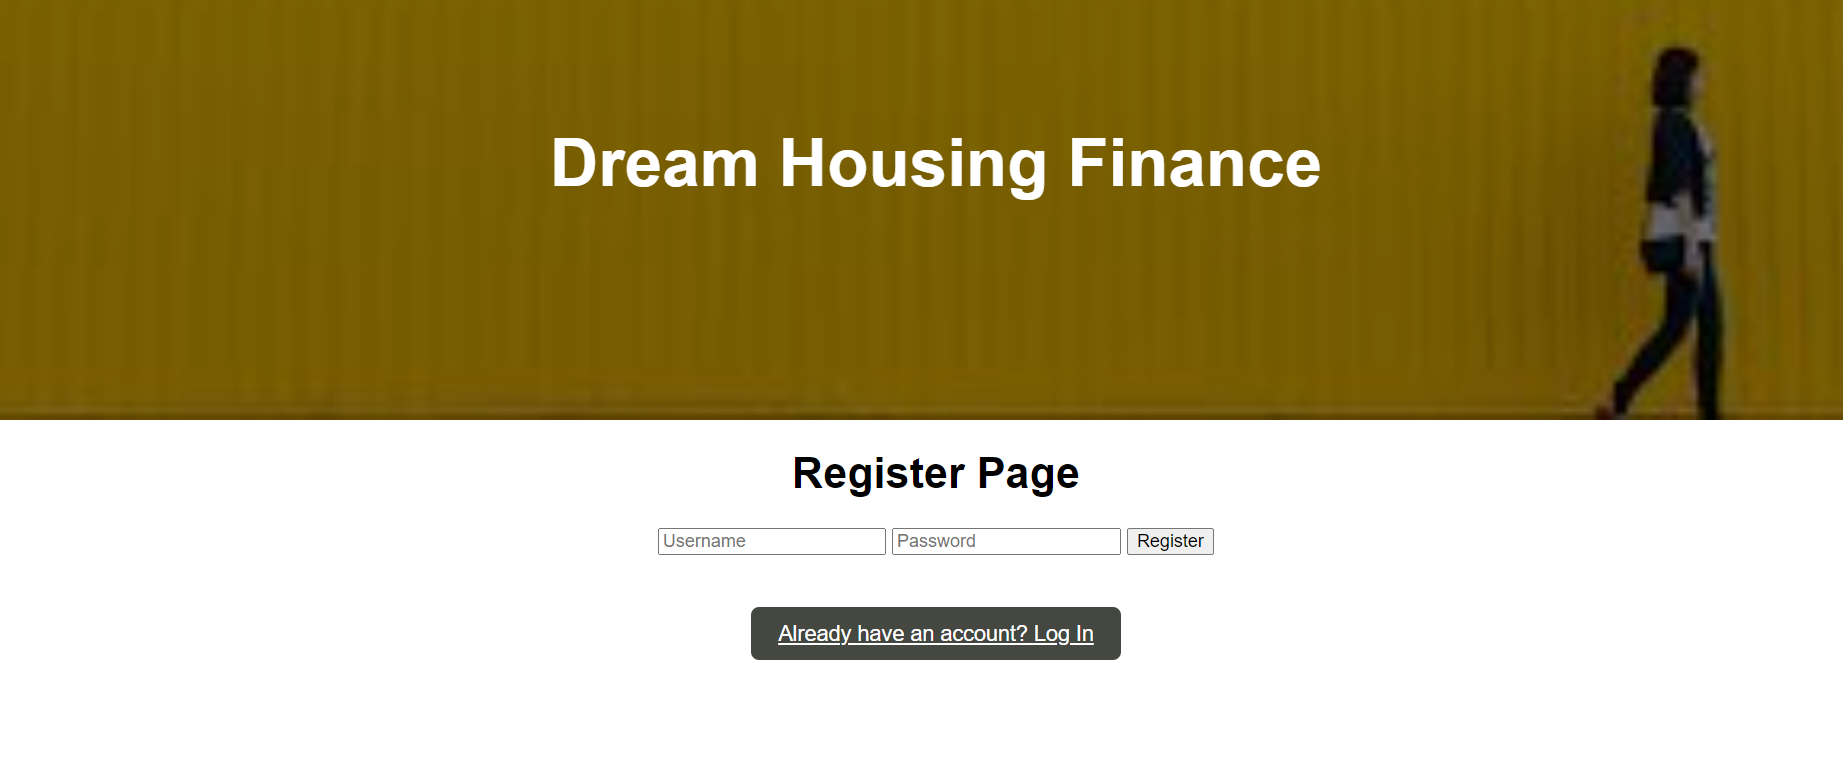 Dream Housing Finance
Register Page
Username Password Register
Already have an account? Log In